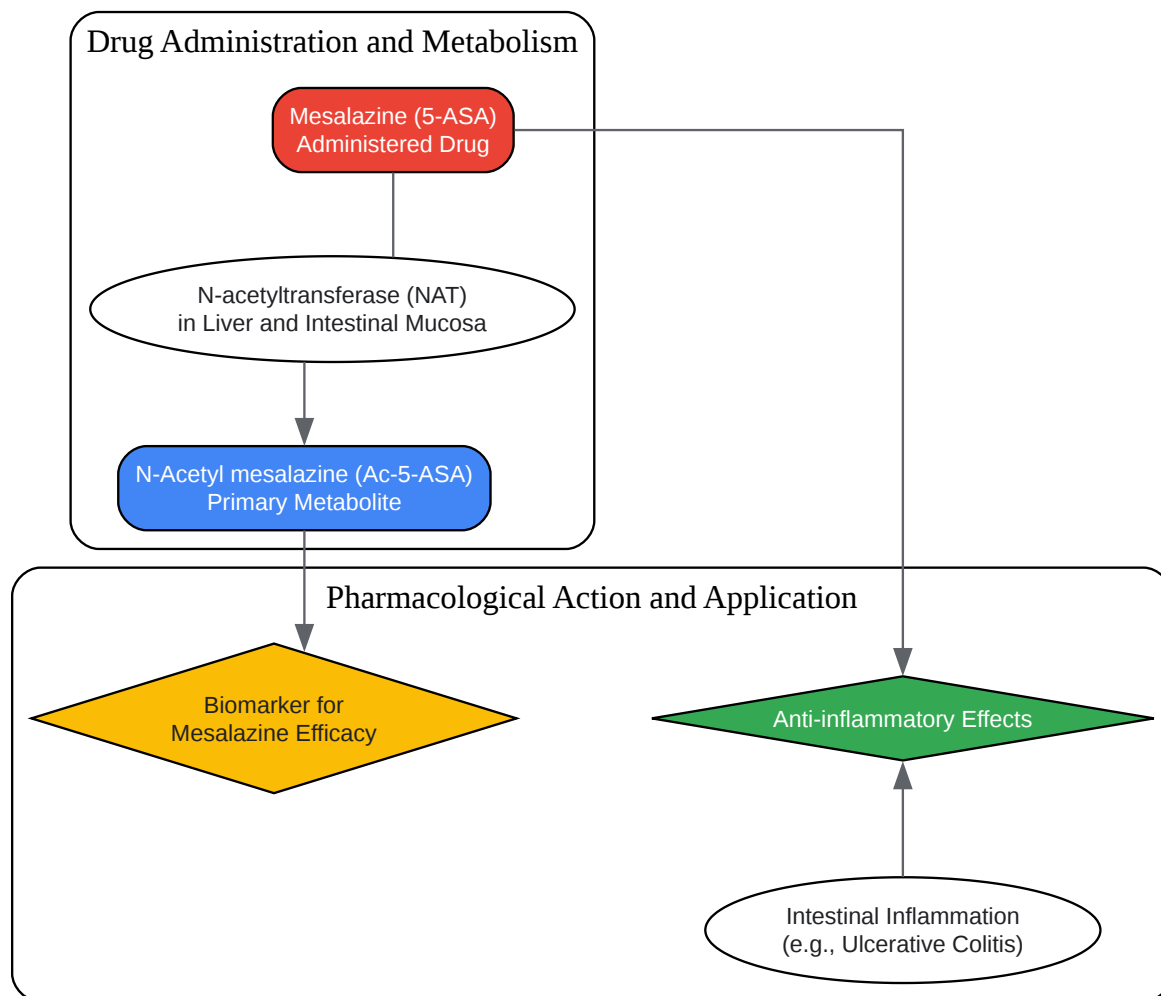 Drug Administration and Metabolism
Mesalazine (5-ASA)
Administered Drug
N-acetyltransferase (NAT)
in Liver and Intestinal Mucosa
N-Acetyl mesalazine (Ac-5-ASA)
Primary Metabolite
Pharmacological Action and Application
Biomarker for
Mesalazine Efficacy
Anti-inflammatory Effects
Intestinal Inflammation
(e.g., Ulcerative Colitis)